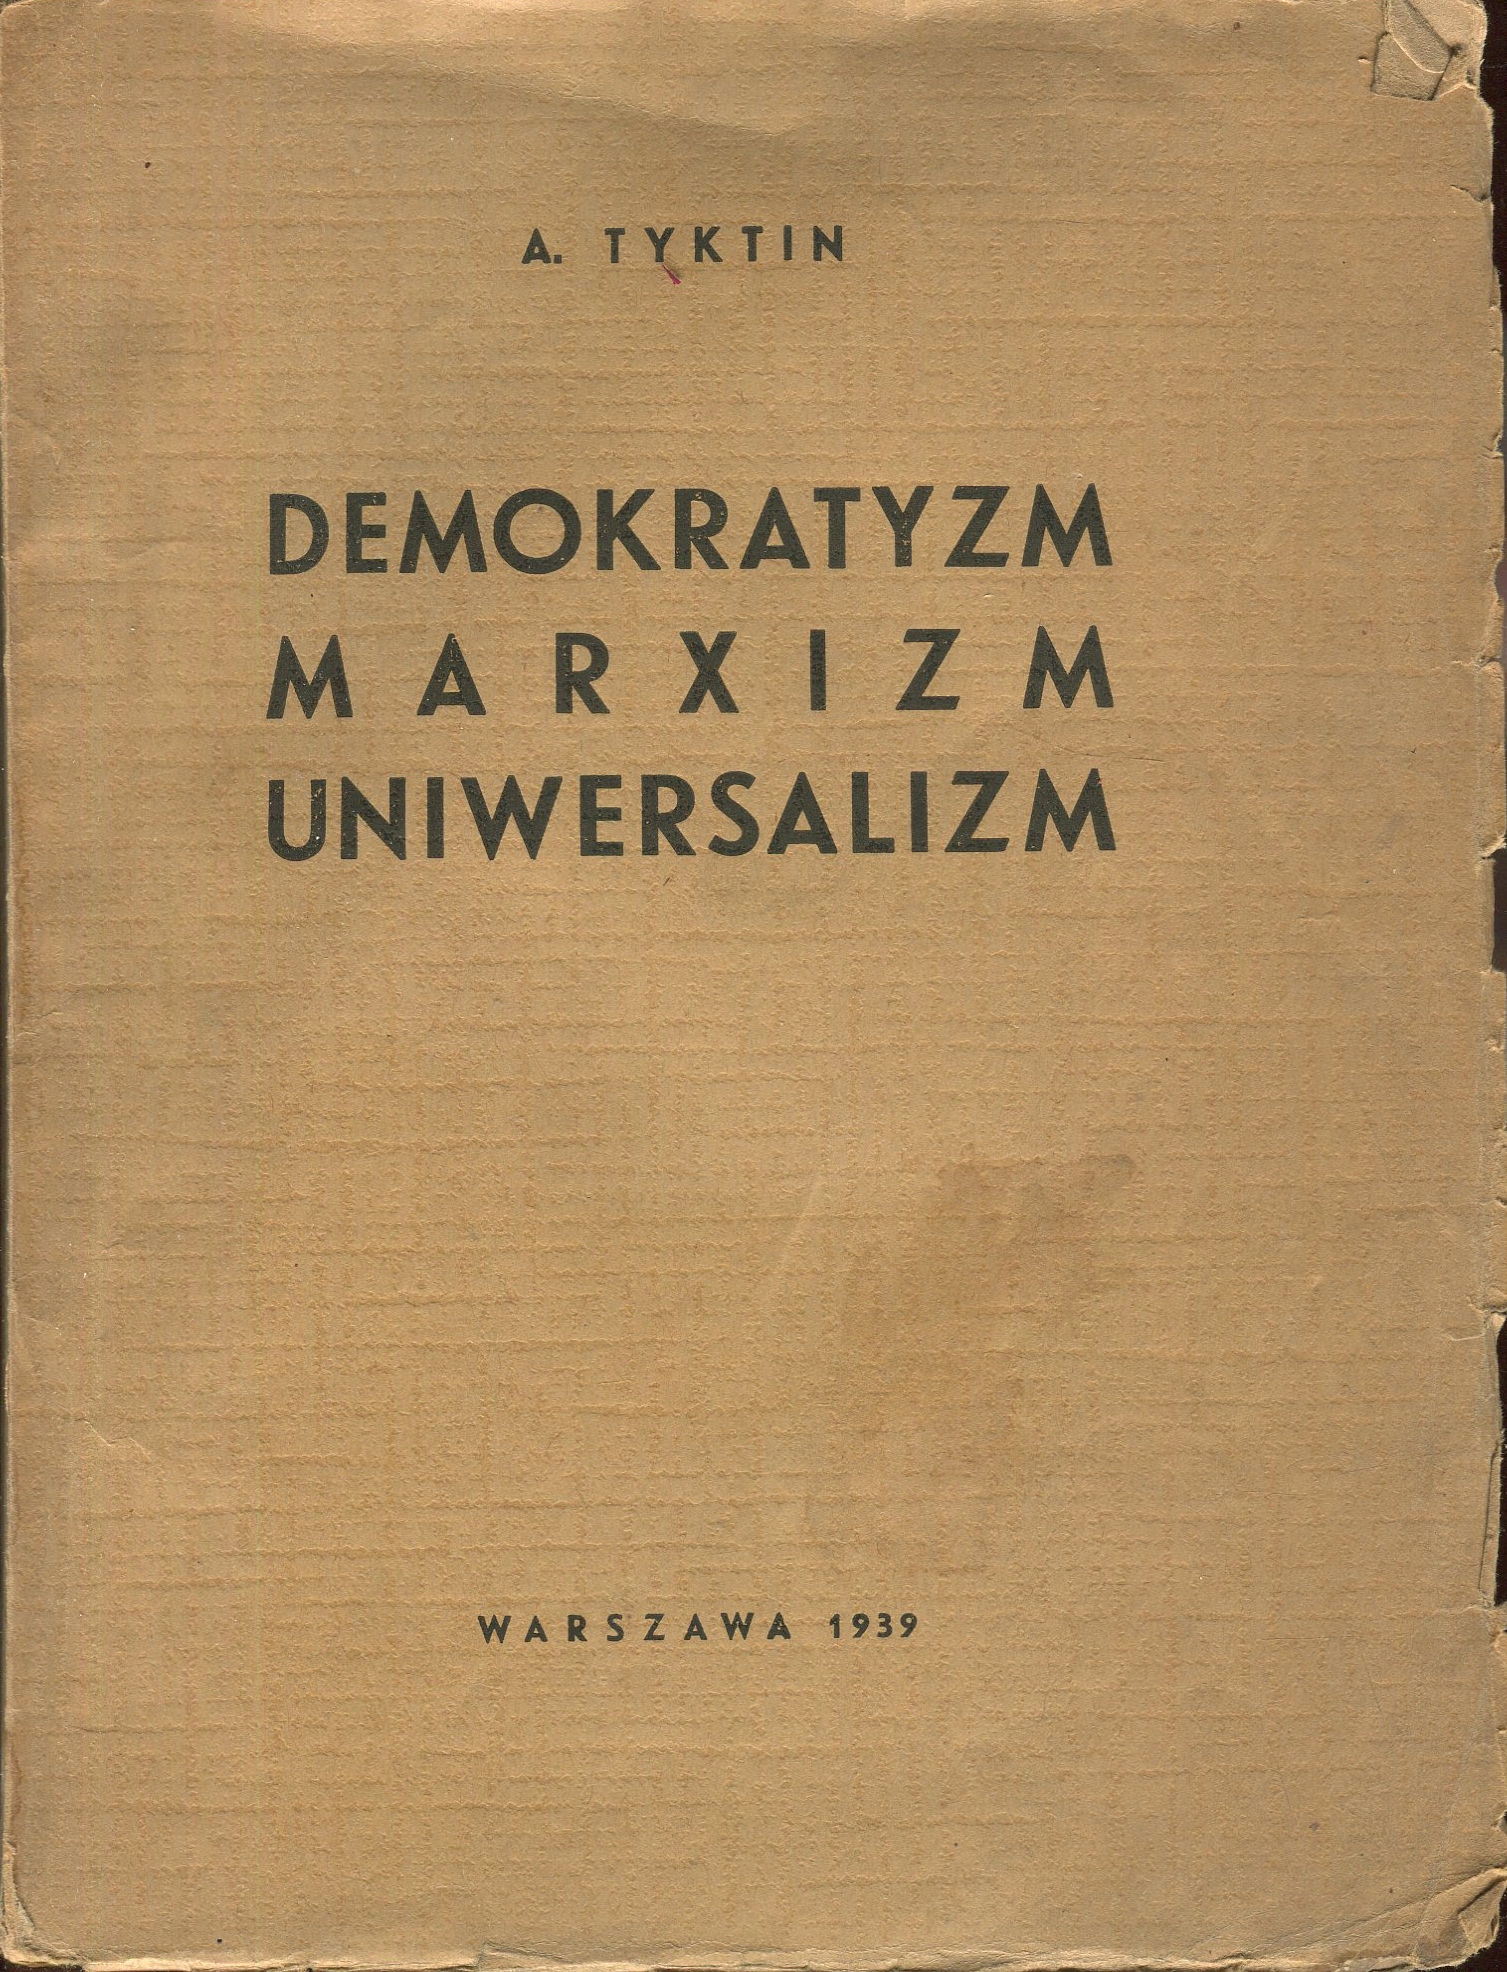 A. TYKTIN
DEMOKRATYZM
MARXIZM
UNIWERSALIZM
WARSZAWA 1939